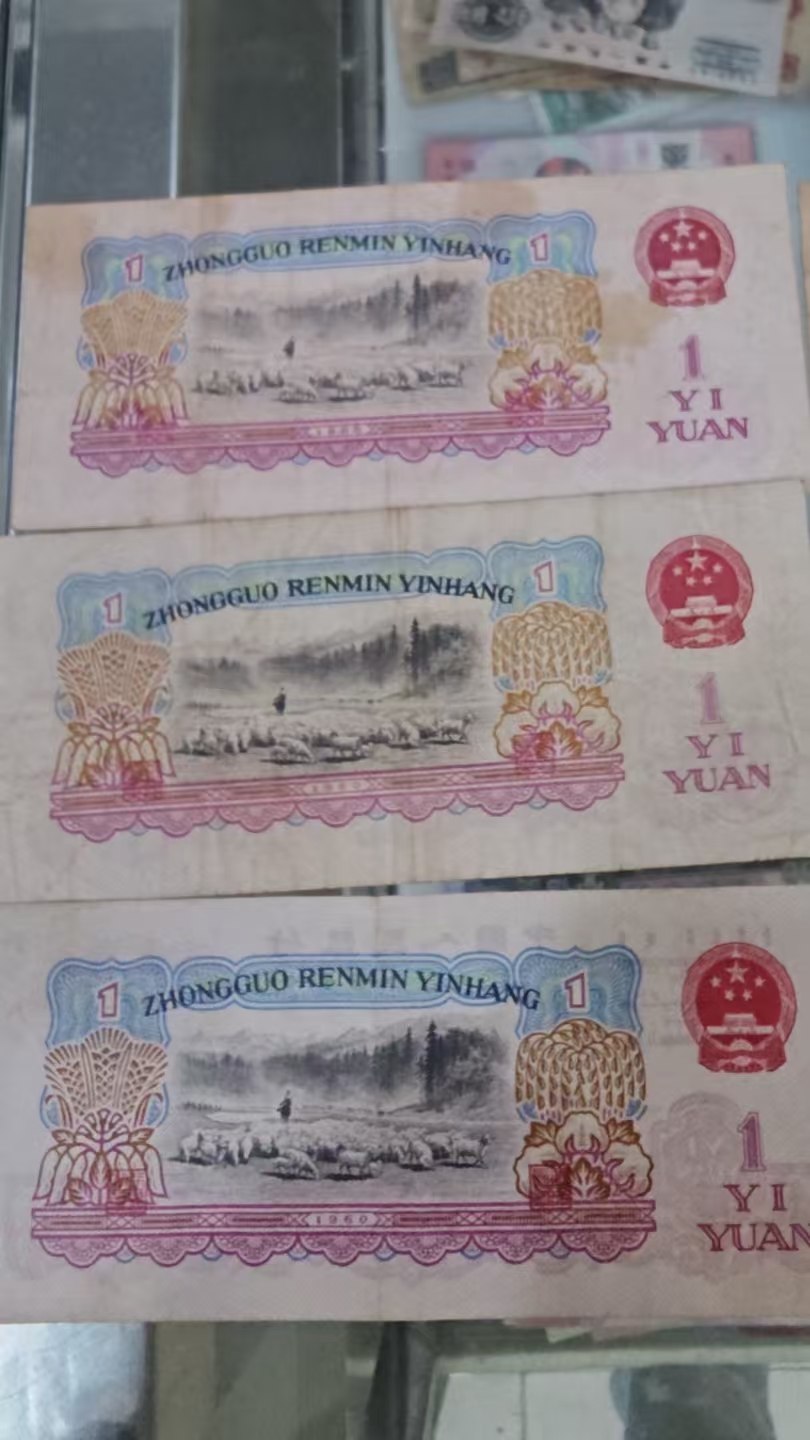 1 ZHONGGUO RENMIN YINHANG 1
1
YI
YUAN
1 ZHONGGUO RENMIN YINHANG 1
1
YI
YUAN
1 ZHONGGUO RENMIN YINHANG 1
1
YI
YUAN
1960